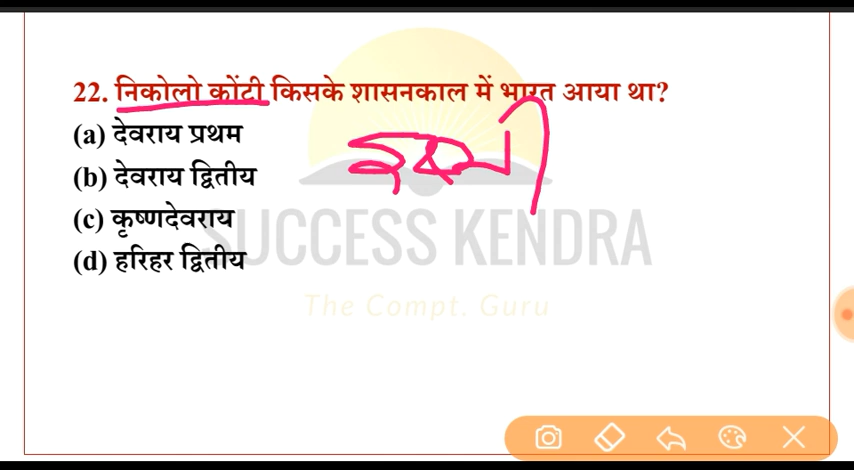 22. निकोलो कोंटी किसके शासनकाल में भारत आया था?
(a) देवराय प्रथम
(b) देवराय द्वितीय
(c) कृष्णदेवराय
(d) हरिहर द्वितीय
SUCCESS KENDRA
The Compt. Guru